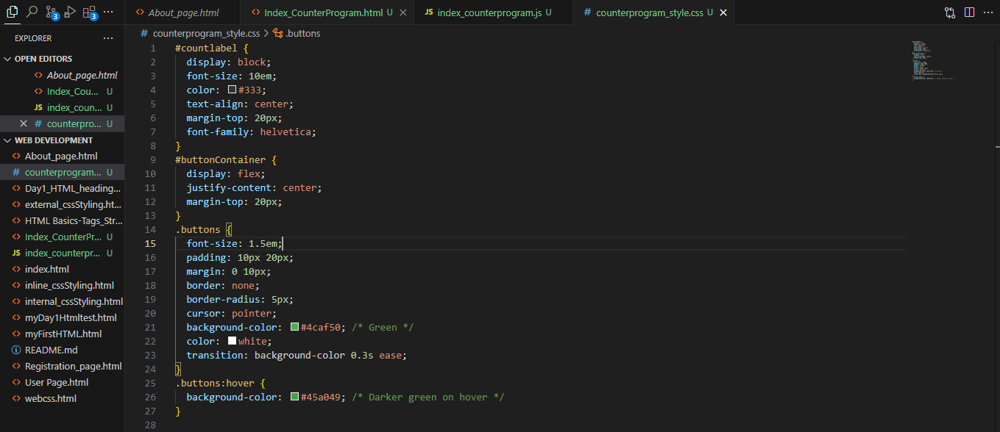 3
3
About_page.html
Index_CounterProgram.html U
JS index_counterprogram.js U
# counterprogram_style.css U
EXPLORER
OPEN EDITORS
About_page.html
Index_Cou... U
JS index_coun... U
# counterpro... U
WEB DEVELOPMENT
About_page.html
# counterprogram... U
Day1_HTML_heading...
external_cssStyling.ht...
HTML Basics-Tags_Str...
Index_CounterPr... U
JS index_counterpr... U
index.html
inline_cssStyling.html
internal_cssStyling.html
myDay1Htmltest.html
myFirstHTML.html
README.md
Registration_page.html
User Page.html
webcss.html
# counterprogram_style.css > .buttons
1 #countlabel {
2 display: block;
3 font-size: 10em;
4 color: #333;
5 text-align: center;
6 margin-top: 20px;
7 font-family: helvetica;
8 }
9 #buttonContainer {
10 display: flex;
11 justify-content: center;
12 margin-top: 20px;
13 }
14 .buttons {
15 font-size: 1.5em;
16 padding: 10px 20px;
17 margin: 0 10px;
18 border: none;
19 border-radius: 5px;
20 cursor: pointer;
21 background-color: #4caf50; /* Green */
22 color: white;
23 transition: background-color 0.3s ease;
24 }
25 .buttons:hover {
26 background-color: #45a049; /* Darker green on hover */
27 }
28